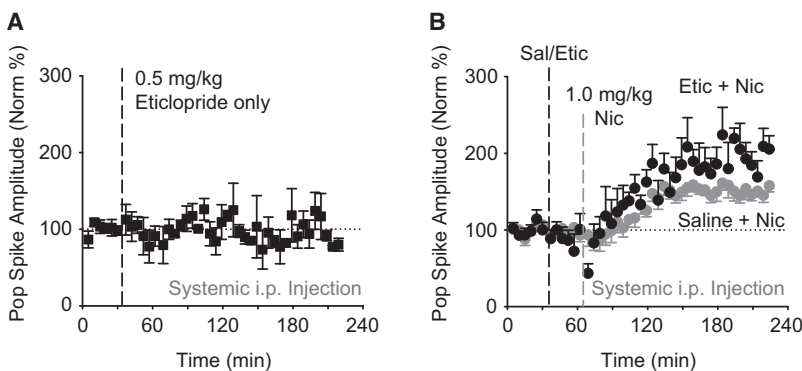 A
Pop Spike Amplitude (Norm %)
300
200
100
0
0.5 mg/kg
Eticlopride only
Systemic i.p. Injection
0
60
120
180
240
Time (min)
B
Pop Spike Amplitude (Norm %)
300
200
100
0
Sal/Etic
1.0 mg/kg
Nic
Etic + Nic
Saline + Nic
Systemic i.p. Injection
0
60
120
180
240
Time (min)